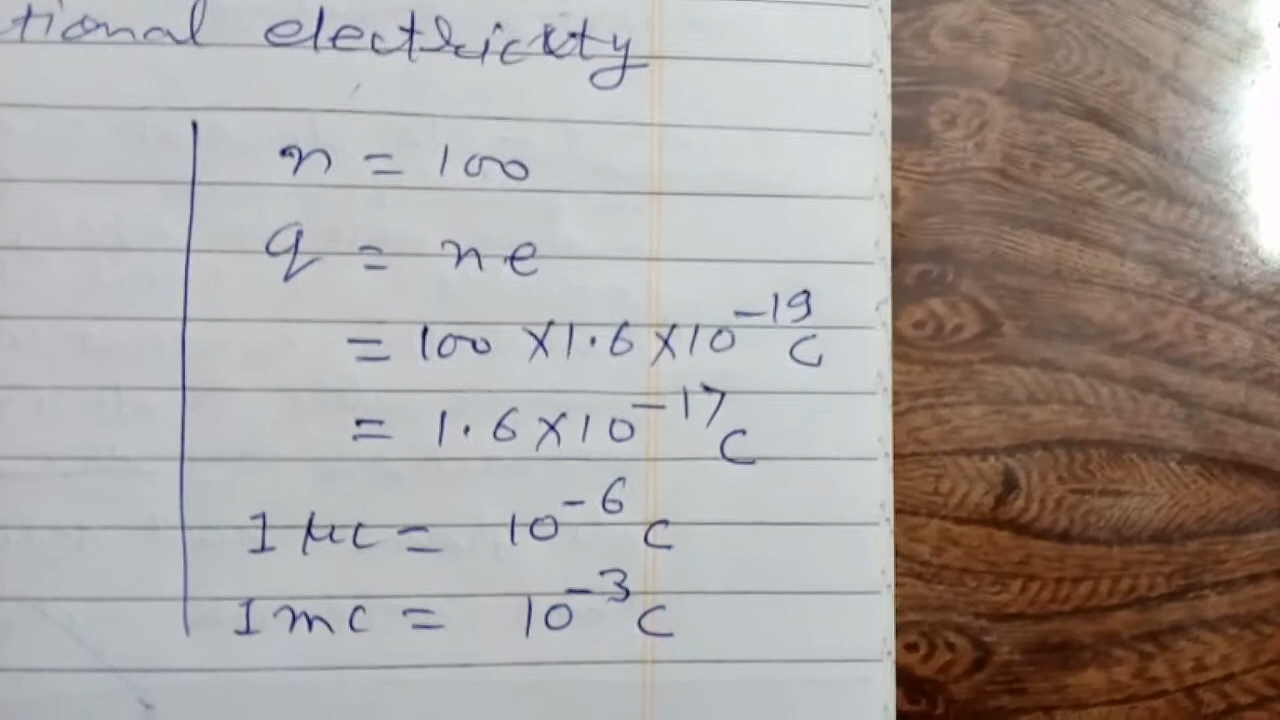 tional electricity
n = 100
q = ne
= 100 × 1.6 × 10⁻¹⁹ C
= 1.6 × 10⁻¹⁷ C
1 μc = 10⁻⁶ C
1 mc = 10⁻³ C